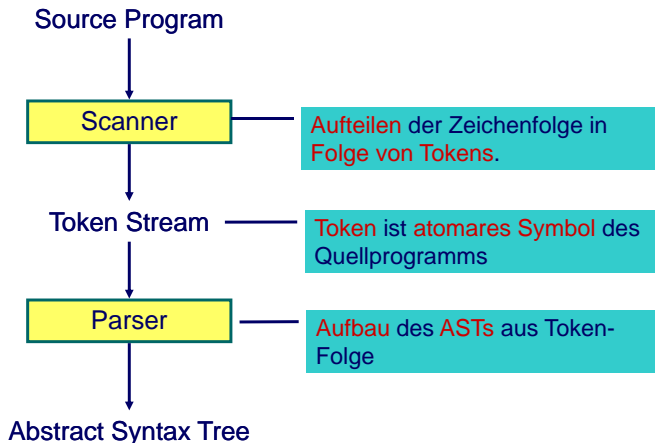 Source Program
Scanner
Aufteilen der Zeichenfolge in
Folge von Tokens.
Token Stream
Token ist atomares Symbol des
Quellprogramms
Parser
Aufbau des ASTs aus Token-
Folge
Abstract Syntax Tree